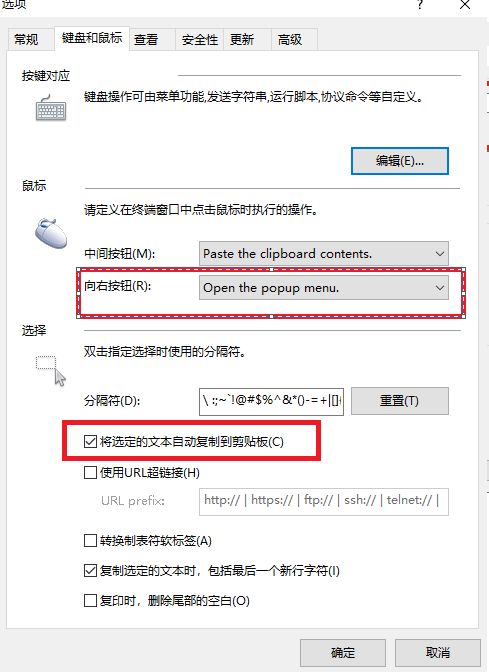 选项
?
常规 键盘和鼠标 查看 安全性 更新 高级
按键对应
键盘操作可由菜单功能,发送字符串,运行脚本,协议命令等自定义。
编辑(E)...
鼠标
请定义在终端窗口中点击鼠标时执行的操作。
中间按钮(M): Paste the clipboard contents.
向右按钮(R): Open the popup menu.
选择
双击指定选择时使用的分隔符。
分隔符(D): \ :;~`!@#$%^&*()-=+|[]{ 重置(T)
将选定的文本自动复制到剪贴板(C)
使用URL超链接(H)
URL prefix: http:// | https:// | ftp:// | ssh:// | telnet:// |
转换制表符软标签(A)
复制选定的文本时，包括最后一个新行字符(I)
复印时，删除尾部的空白(O)
确定 取消